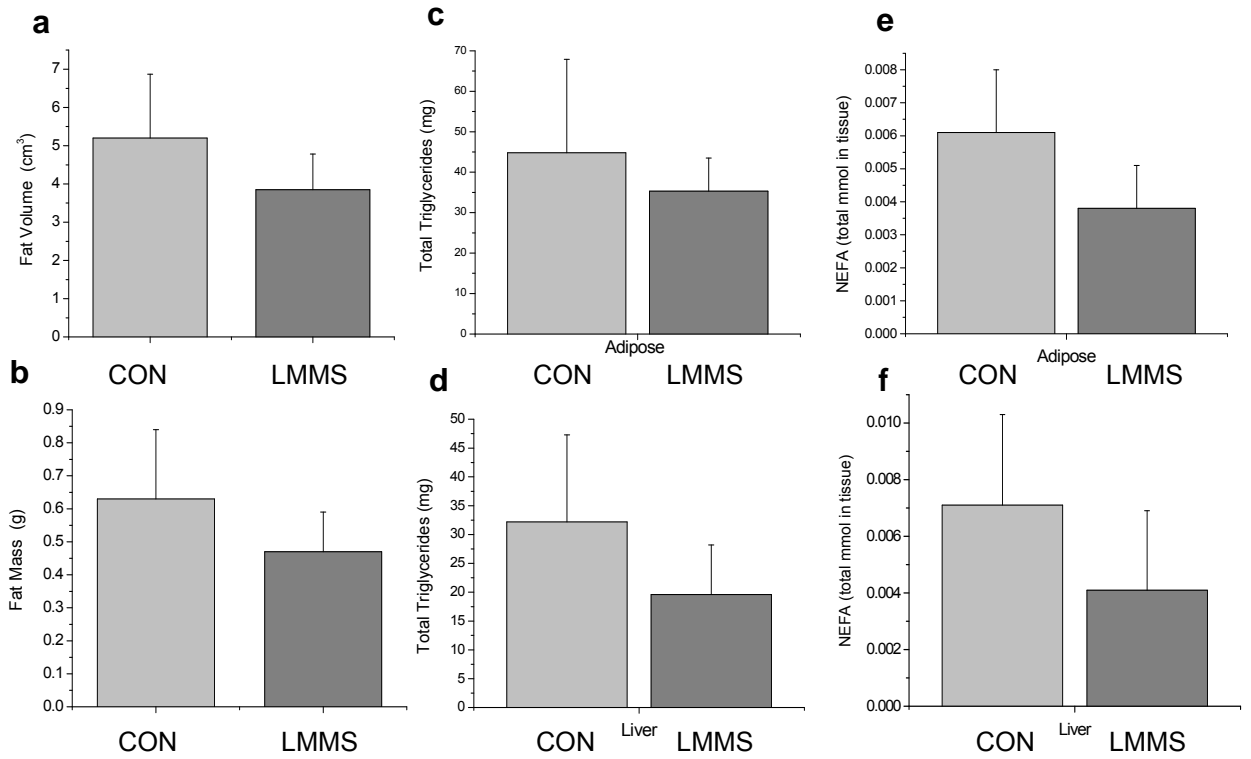 a
Fat Volume (cm³)
7
6
5
4
3
2
1
0
CON LMMS
b
Fat Mass (g)
0.9
0.8
0.7
0.6
0.5
0.4
0.3
0.2
0.1
0.0
CON LMMS
c
Total Triglycerides (mg)
70
60
50
40
30
20
10
0
Adipose
CON LMMS
d
Total Triglycerides (mg)
50
45
40
35
30
25
20
15
10
5
0
Liver
CON LMMS
e
NEFA (total mmol in tissue)
0.008
0.007
0.006
0.005
0.004
0.003
0.002
0.001
0.000
Adipose
CON LMMS
f
NEFA (total mmol in tissue)
0.010
0.008
0.006
0.004
0.002
0.000
Liver
CON LMMS